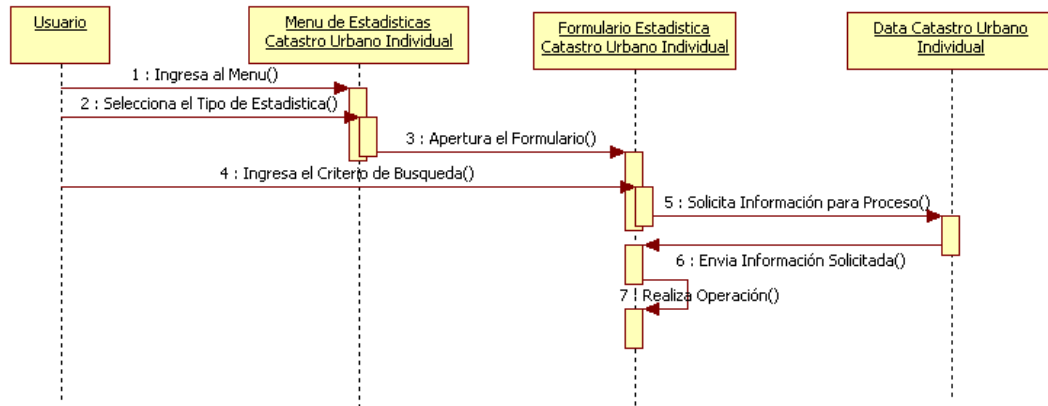 Usuario
Menu de Estadisticas
Catastro Urbano Individual
Formulario Estadistica
Catastro Urbano Individual
Data Catastro Urbano
Individual
1 : Ingresa al Menu()
2 : Selecciona el Tipo de Estadistica()
3 : Apertura el Formulario()
4 : Ingresa el Criterio de Busqueda()
5 : Solicita Información para Proceso()
6 : Envia Información Solicitada()
7 : Realiza Operación()